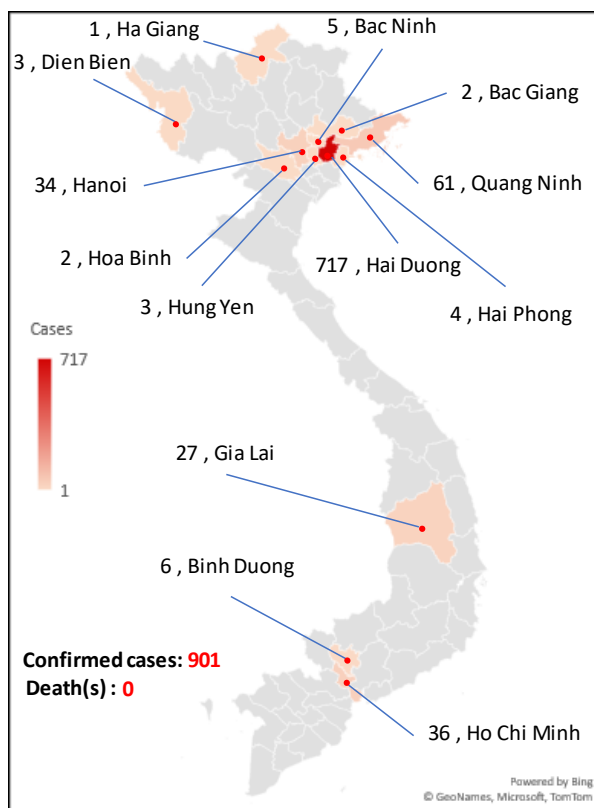 1 , Ha Giang
5 , Bac Ninh
3 , Dien Bien
2 , Bac Giang
34 , Hanoi
61 , Quang Ninh
2 , Hoa Binh
717 , Hai Duong
3 , Hung Yen
4 , Hai Phong
Cases
717
1
27 , Gia Lai
6 , Binh Duong
Confirmed cases: 901
Death(s) : 0
36 , Ho Chi Minh
Powered by Bing
© GeoNames, Microsoft, TomTom